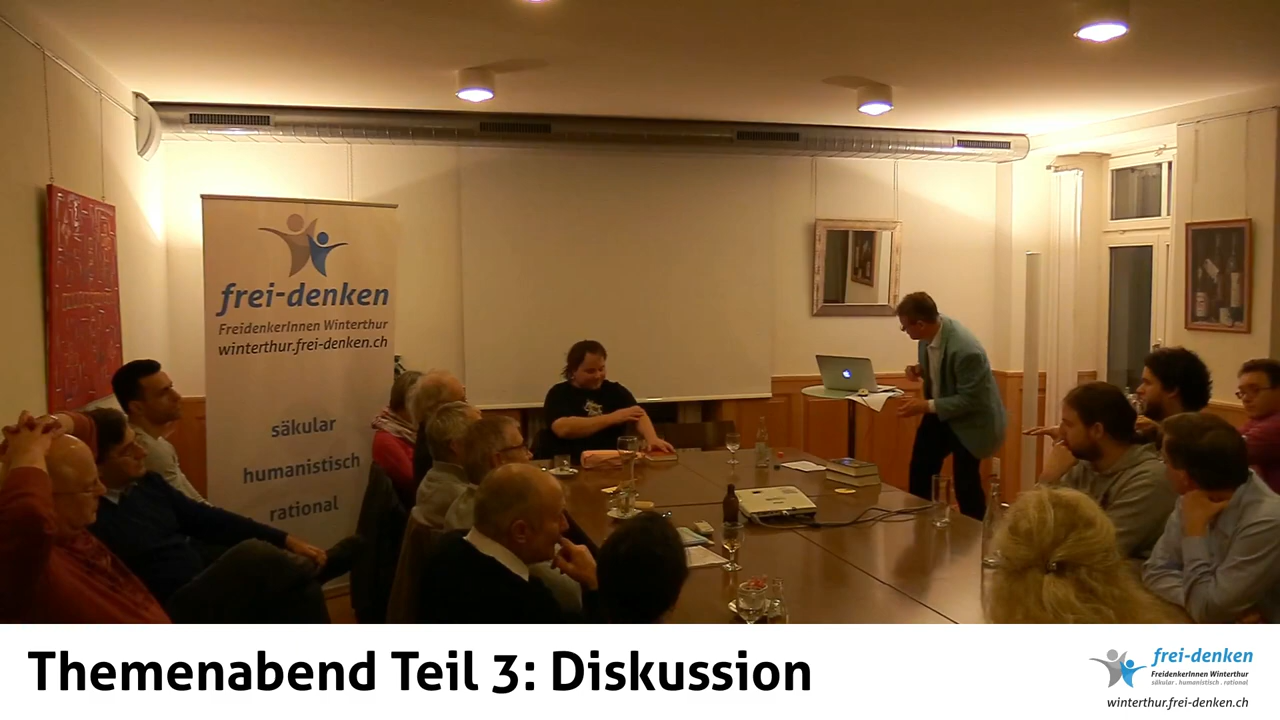 frei-denken
FreidenkerInnen Winterthur
winterthur.frei-denken.ch
säkular
humanistisch
rational
Themenabend Teil 3: Diskussion
frei-denken
FreidenkerInnen Winterthur
säkular . humanistisch . rational
winterthur.frei-denken.ch